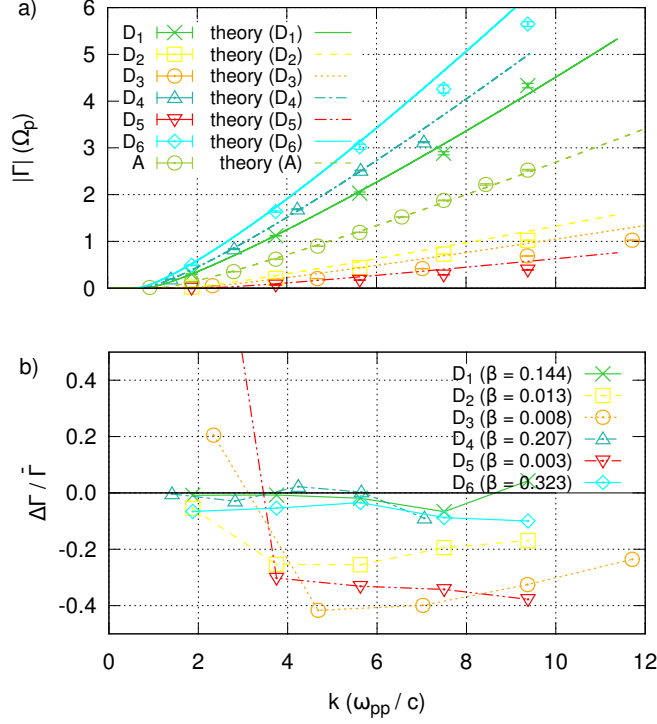 a)
|Γ| (Ωp)
6
5
4
3
2
1
0
D1 theory (D1)
D2 theory (D2)
D3 theory (D3)
D4 theory (D4)
D5 theory (D5)
D6 theory (D6)
A theory (A)
b)
ΔΓ / Γ̄
0.4
0.2
0.0
-0.2
-0.4
D1 (β = 0.144)
D2 (β = 0.013)
D3 (β = 0.008)
D4 (β = 0.207)
D5 (β = 0.003)
D6 (β = 0.323)
0 2 4 6 8 10 12
k (ωpp / c)